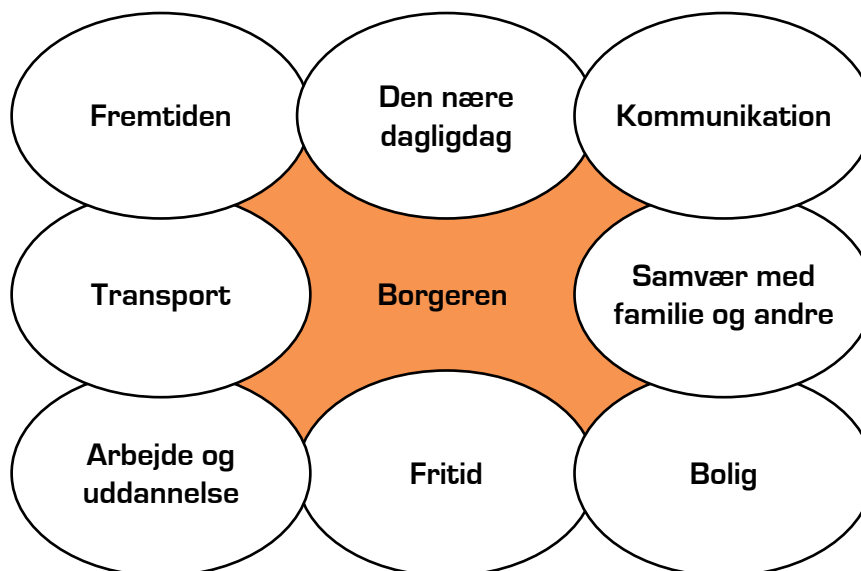 Fremtiden
Den nære
dagligdag
Kommunikation
Transport
Borgeren
Samvær med
familie og andre
Arbejde og
uddannelse
Fritid
Bolig